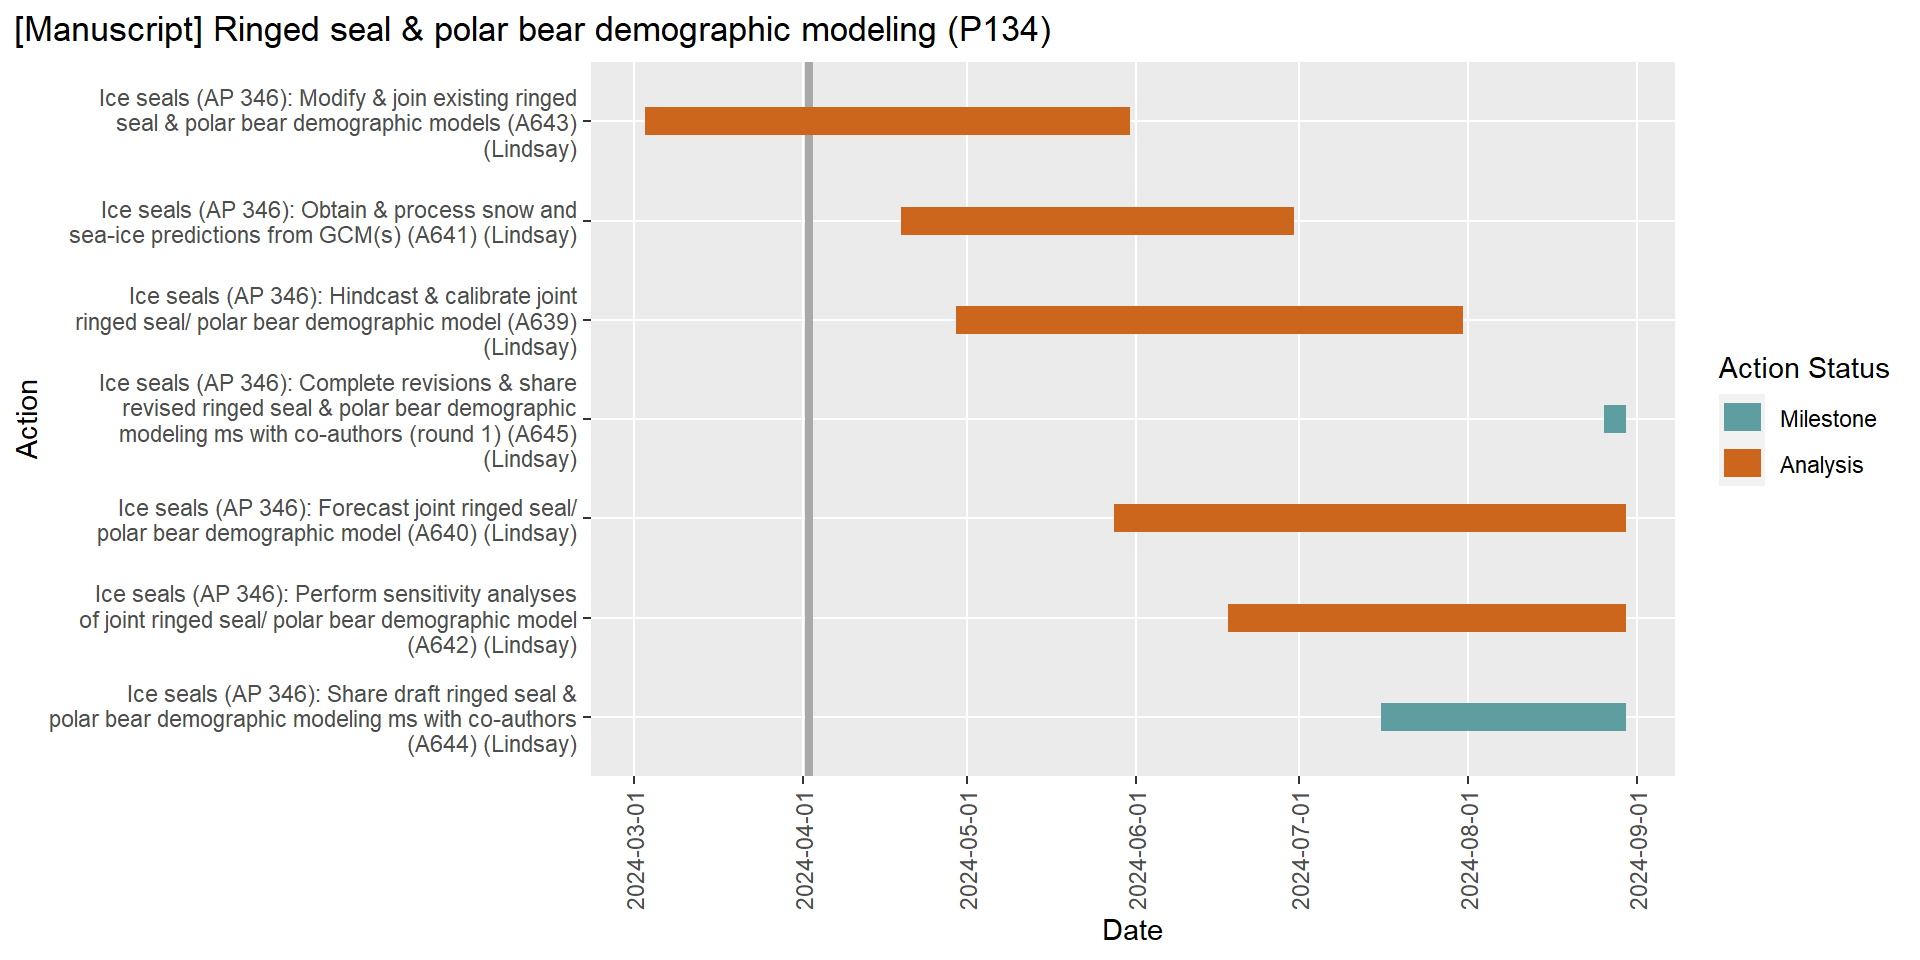 [Manuscript] Ringed seal & polar bear demographic modeling (P134)
Action
Ice seals (AP 346): Modify & join existing ringed
seal & polar bear demographic models (A643)
(Lindsay)
Ice seals (AP 346): Obtain & process snow and
sea-ice predictions from GCM(s) (A641) (Lindsay)
Ice seals (AP 346): Hindcast & calibrate joint
ringed seal/ polar bear demographic model (A639)
(Lindsay)
Ice seals (AP 346): Complete revisions & share
revised ringed seal & polar bear demographic
modeling ms with co-authors (round 1) (A645)
(Lindsay)
Ice seals (AP 346): Forecast joint ringed seal/
polar bear demographic model (A640) (Lindsay)
Ice seals (AP 346): Perform sensitivity analyses
of joint ringed seal/ polar bear demographic model
(A642) (Lindsay)
Ice seals (AP 346): Share draft ringed seal &
polar bear demographic modeling ms with co-authors
(A644) (Lindsay)
2024-03-01
2024-04-01
2024-05-01
2024-06-01
2024-07-01
2024-08-01
2024-09-01
Date
Action Status
Milestone
Analysis